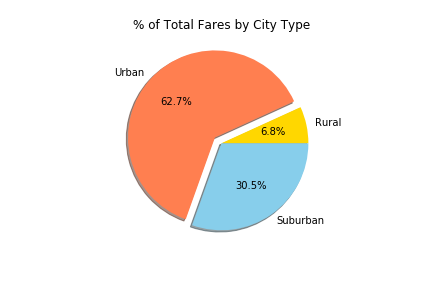 % of Total Fares by City Type
Urban
62.7%
Rural
6.8%
30.5%
Suburban